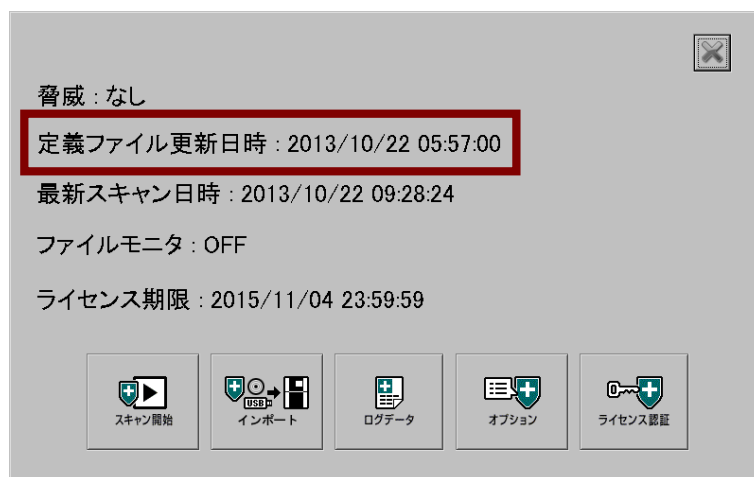 脅威 : なし
定義ファイル更新日時 : 2013/10/22 05:57:00
最新スキャン日時 : 2013/10/22 09:28:24
ファイルモニタ : OFF
ライセンス期限 : 2015/11/04 23:59:59
USB
スキャン開始
インポート
ログデータ
オプション
ライセンス認証